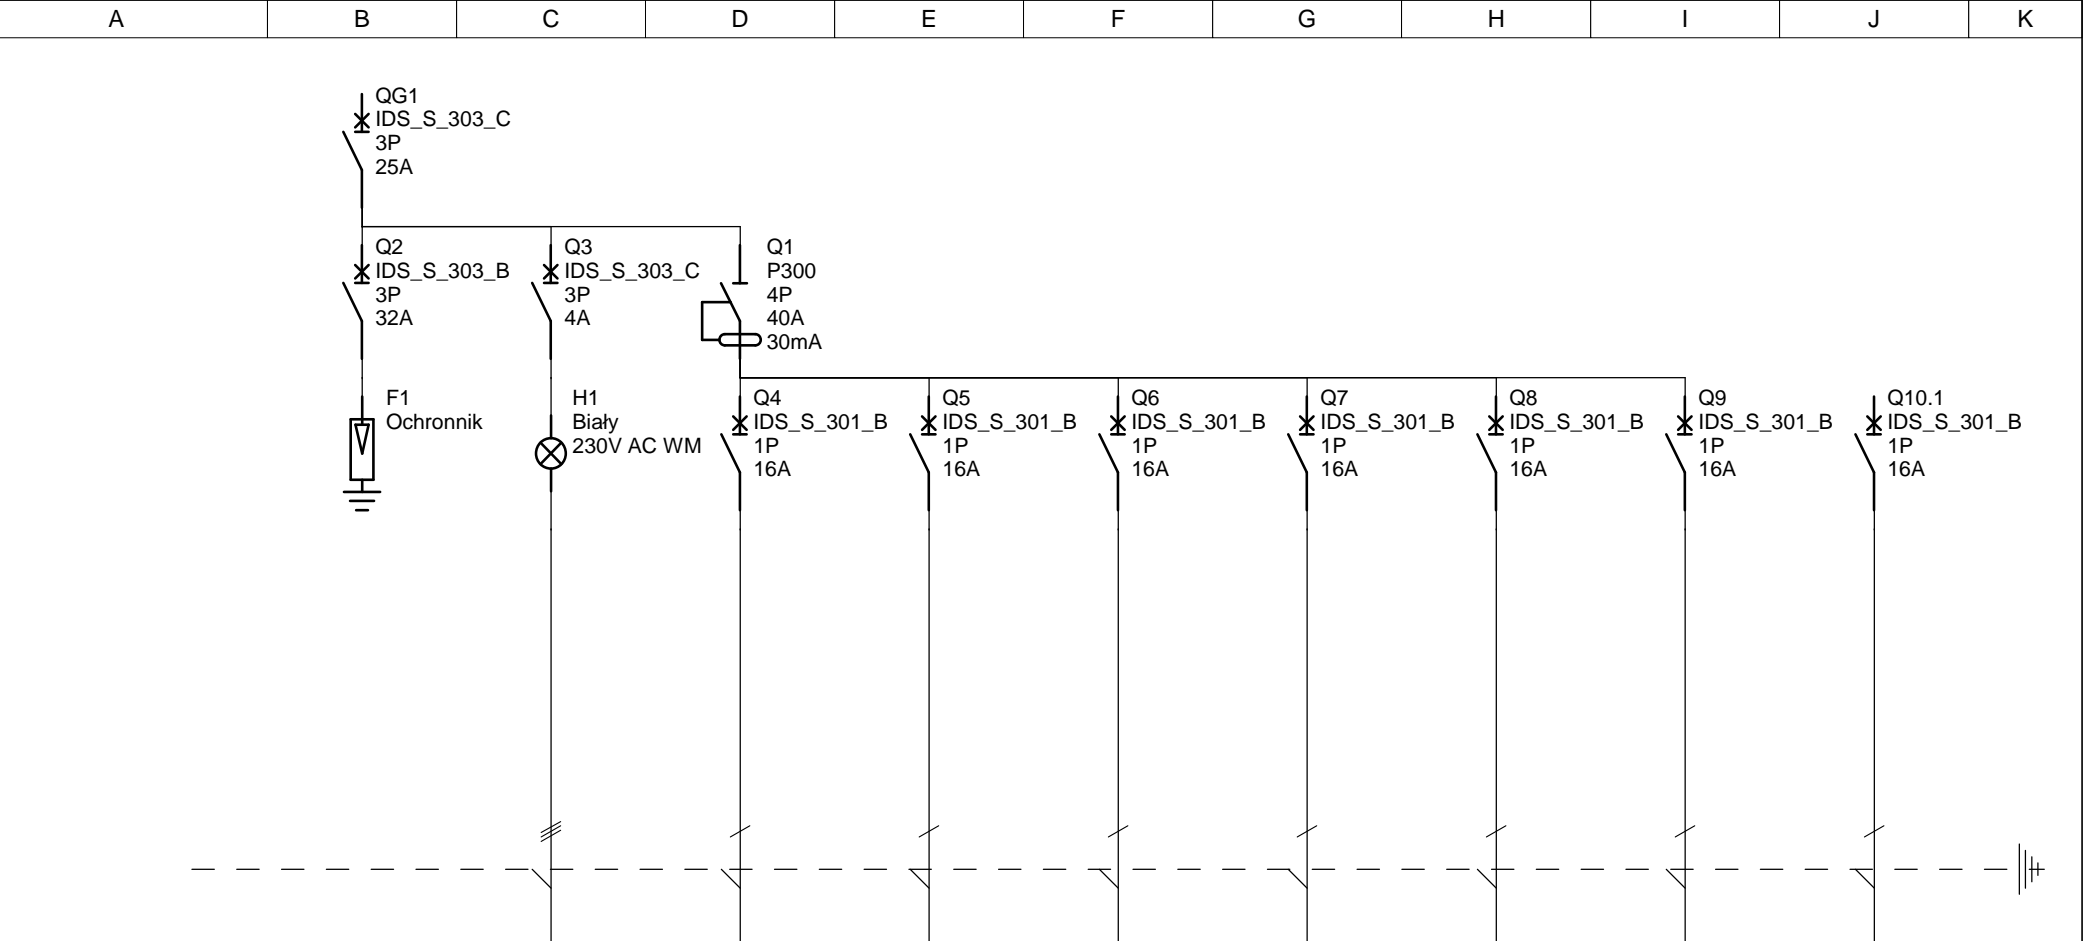 A B C D E F G H I J K
QG1
IDS_S_303_C
3P
25A
Q2
IDS_S_303_B
3P
32A
Q3
IDS_S_303_C
3P
4A
Q1
P300
4P
40A
30mA
F1
Ochronnik
H1
Biały
230V AC WM
Q4
IDS_S_301_B
1P
16A
Q5
IDS_S_301_B
1P
16A
Q6
IDS_S_301_B
1P
16A
Q7
IDS_S_301_B
1P
16A
Q8
IDS_S_301_B
1P
16A
Q9
IDS_S_301_B
1P
16A
Q10.1
IDS_S_301_B
1P
16A